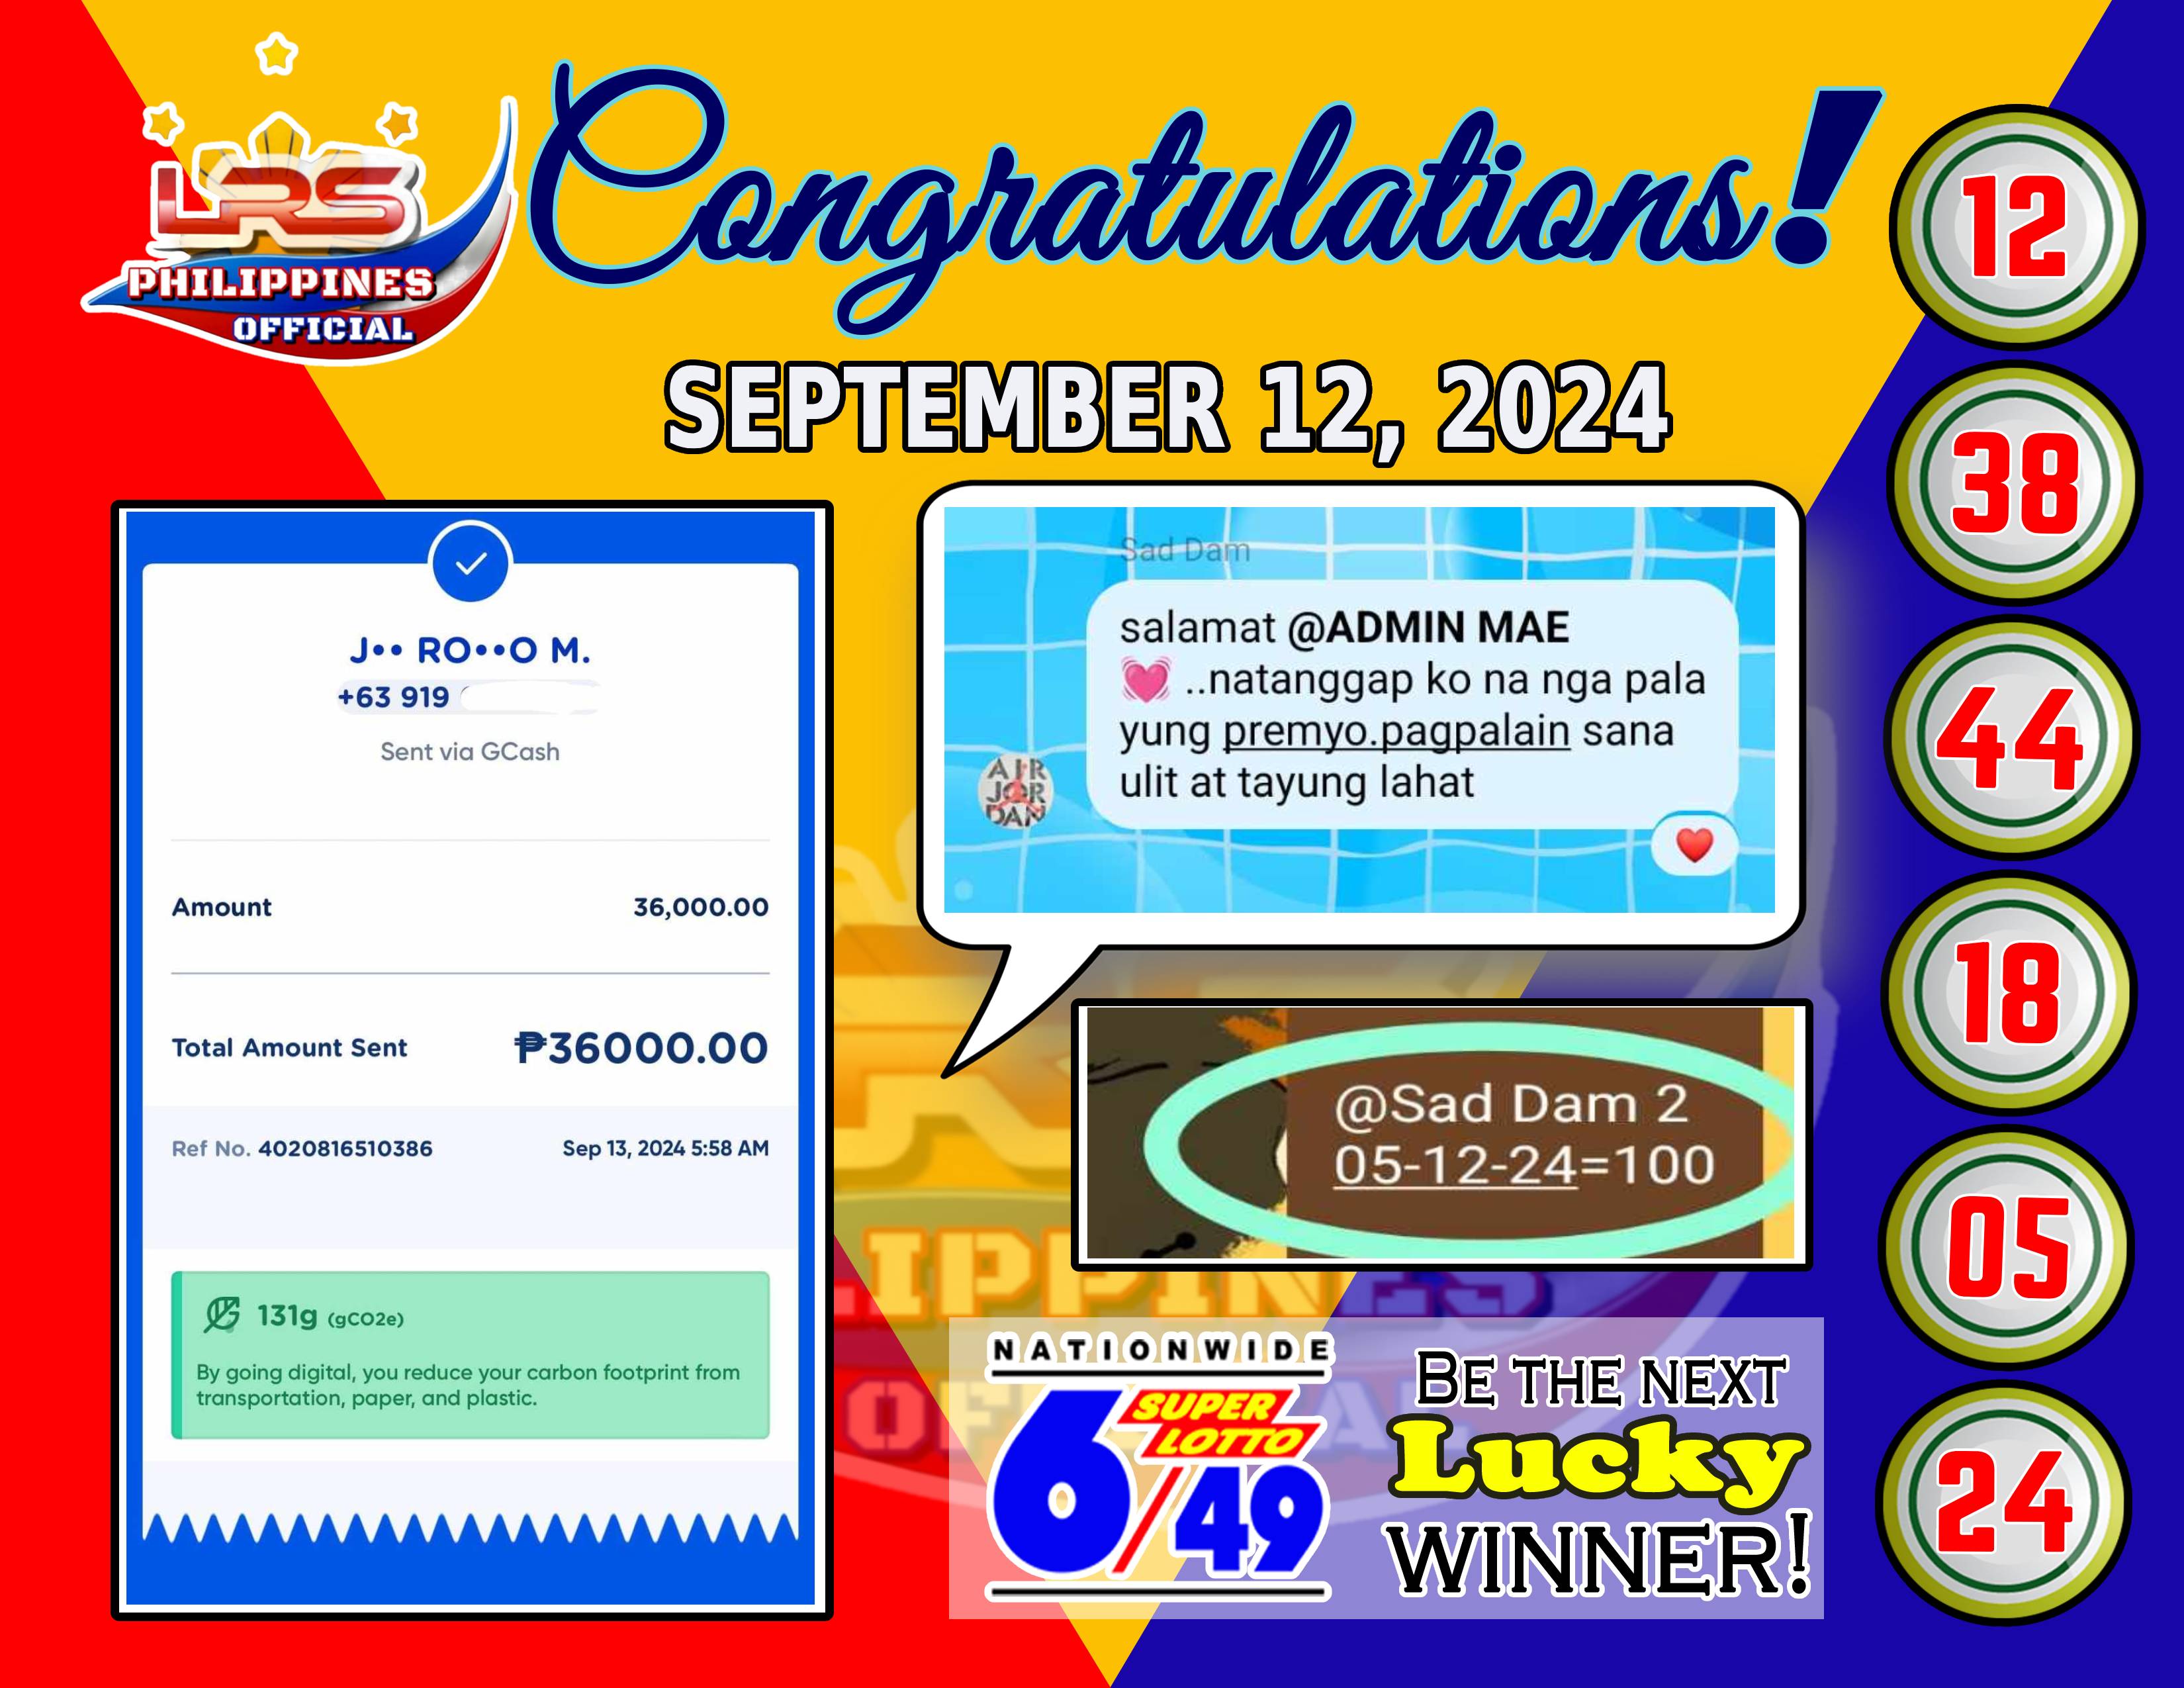 LRS
PHILIPPINES
OFFICIAL
Congratulations!
SEPTEMBER 12, 2024
J•• RO••O M.
+63 919
Sent via GCash
Amount 36,000.00
Total Amount Sent ₱36000.00
Ref No. 4020816510386 Sep 13, 2024 5:58 AM
131g (gCO2e)
By going digital, you reduce your carbon footprint from
transportation, paper, and plastic.
Sad Dam
salamat @ADMIN MAE
💓 ..natanggap ko na nga pala
yung premyo.pagpalain sana
ulit at tayung lahat
AIR
JOR
DAN
@Sad Dam 2
05-12-24=100
NATIONWIDE
SUPER
LOTTO
6/49
BE THE NEXT
Lucky
WINNER!
12
38
44
18
05
24